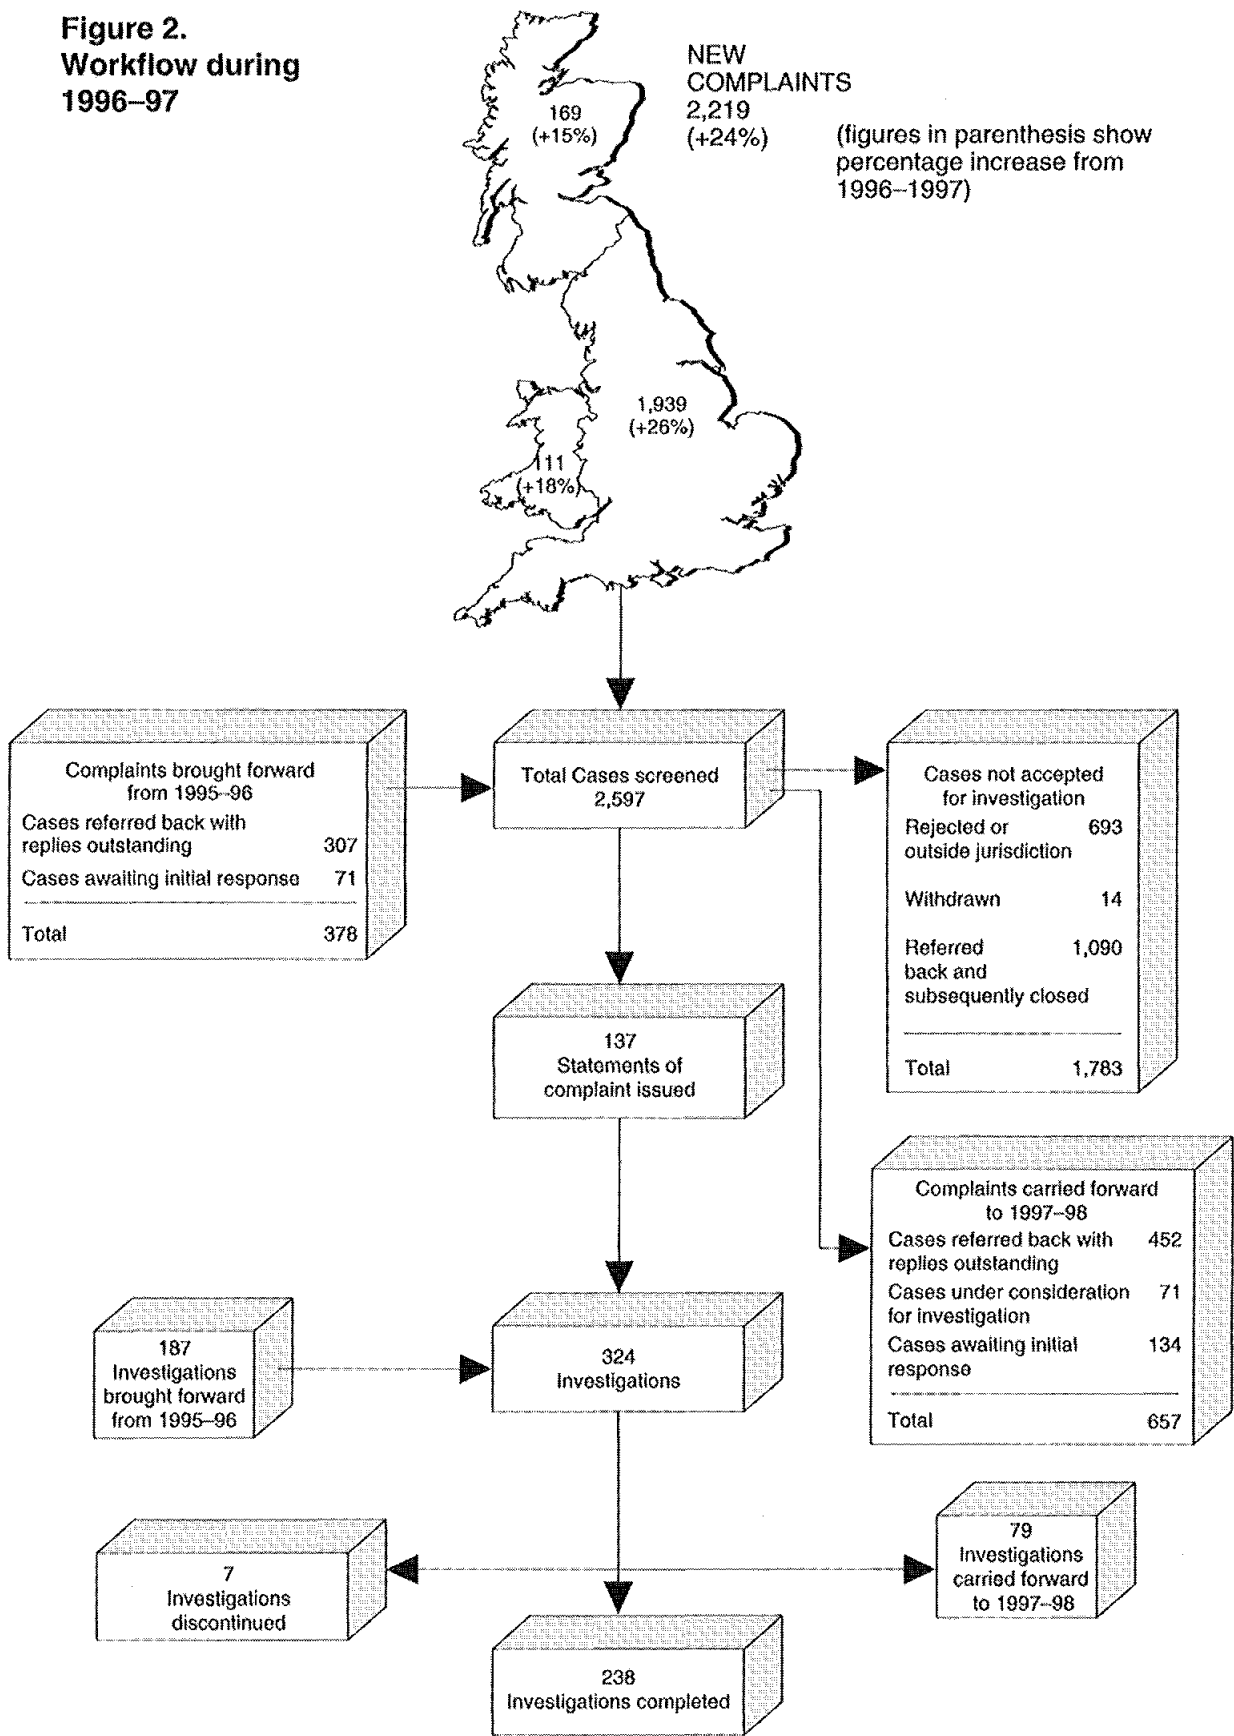 Figure 2.
Workflow during
1996–97
NEW
COMPLAINTS
2,219
(+24%)
(figures in parenthesis show
percentage increase from
1996–1997)
169
(+15%)
1,939
(+26%)
111
(+18%)
Complaints brought forward
from 1995–96
Cases referred back with
replies outstanding 307
Cases awaiting initial response 71
Total 378
Total Cases screened
2,597
Cases not accepted
for investigation
Rejected or 693
outside jurisdiction
Withdrawn 14
Referred 1,090
back and
subsequently closed
Total 1,783
137
Statements of
complaint issued
Complaints carried forward
to 1997–98
Cases referred back with 452
replies outstanding
Cases under consideration 71
for investigation
Cases awaiting initial 134
response
Total 657
187
Investigations
brought forward
from 1995–96
324
Investigations
7
Investigations
discontinued
79
Investigations
carried forward
to 1997–98
238
Investigations completed